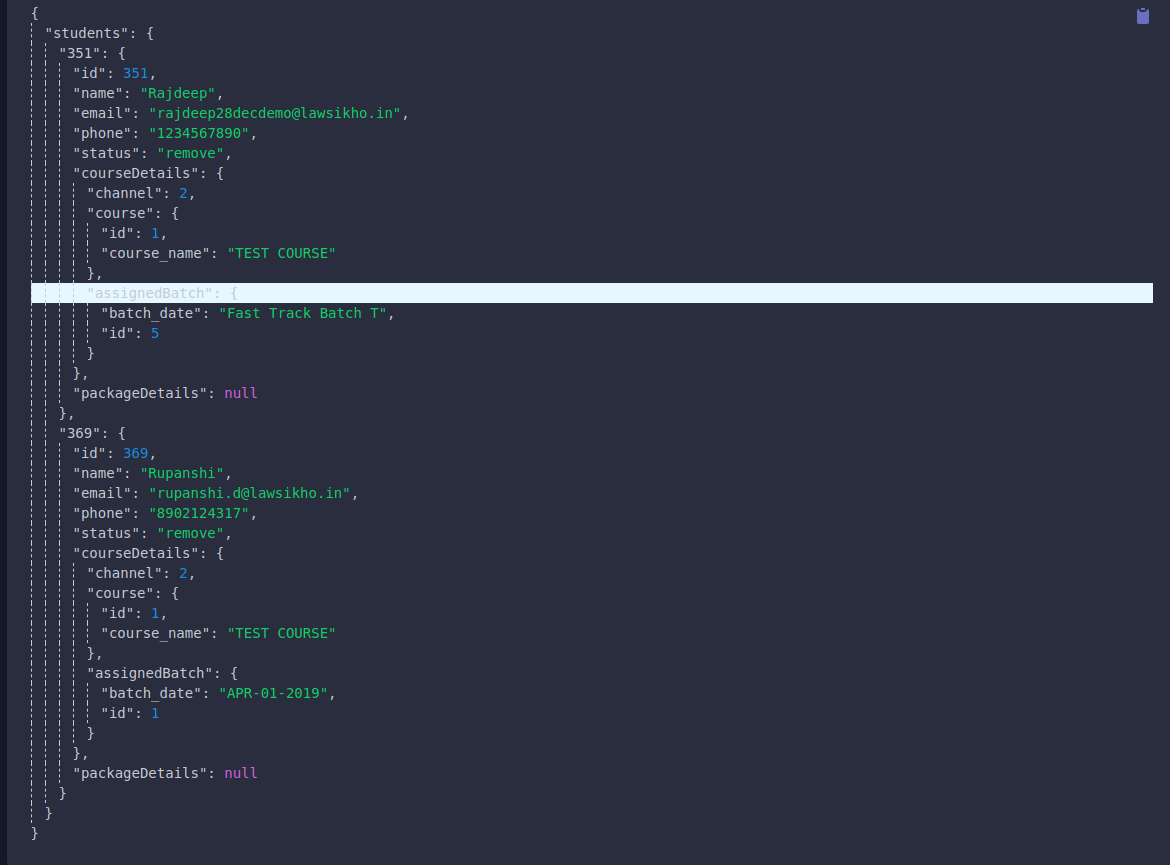 {
"students": {
"351": {
"id": 351,
"name": "Rajdeep",
"email": "rajdeep28decdemo@lawsikho.in",
"phone": "1234567890",
"status": "remove",
"courseDetails": {
"channel": 2,
"course": {
"id": 1,
"course_name": "TEST COURSE"
},
"assignedBatch": {
"batch_date": "Fast Track Batch T",
"id": 5
}
},
"packageDetails": null
},
"369": {
"id": 369,
"name": "Rupanshi",
"email": "rupanshi.d@lawsikho.in",
"phone": "8902124317",
"status": "remove",
"courseDetails": {
"channel": 2,
"course": {
"id": 1,
"course_name": "TEST COURSE"
},
"assignedBatch": {
"batch_date": "APR-01-2019",
"id": 1
}
},
"packageDetails": null
}
}
}